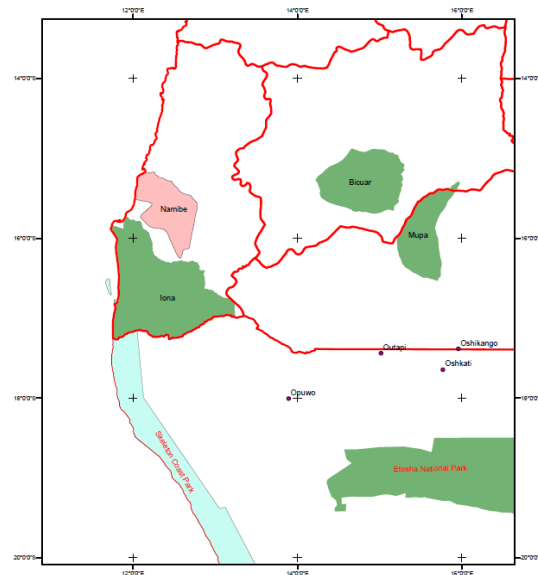 12°0'0"E 14°0'0"E 16°0'0"E
14°0'0"S 14°0'0"S
Bicuar
Namibe
Mupa
16°0'0"S 16°0'0"S
Iona
Oshikango
Outapi
Oshkati
Opuwo
18°0'0"S 18°0'0"S
Skeleton Coast Park
Etosha National Park
20°0'0"S 20°0'0"S
12°0'0"E 14°0'0"E 16°0'0"E